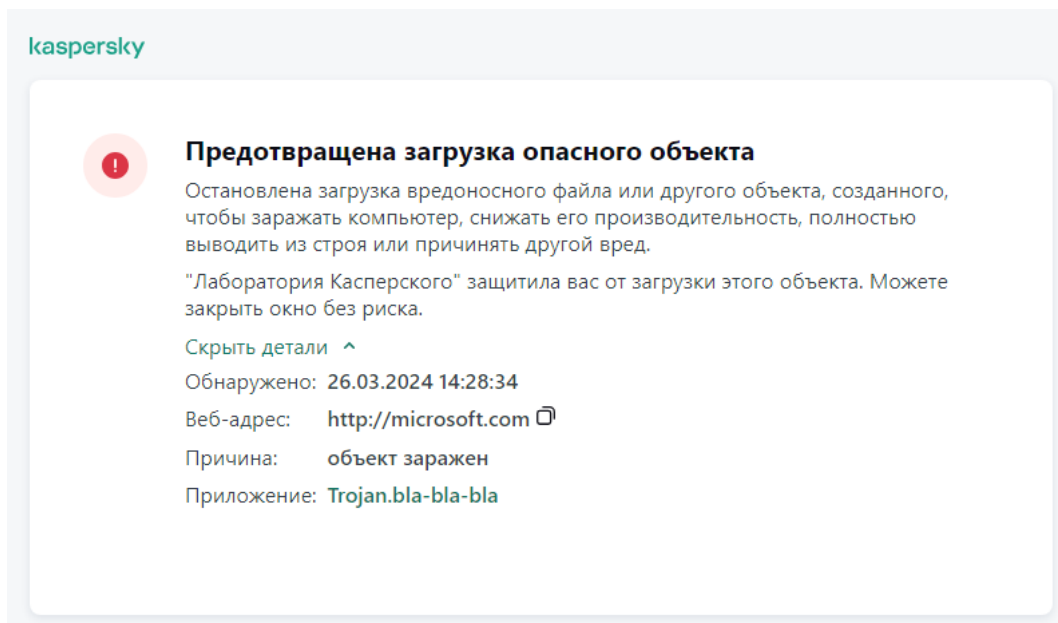 kaspersky
Предотвращена загрузка опасного объекта
Остановлена загрузка вредоносного файла или другого объекта, созданного,
чтобы заражать компьютер, снижать его производительность, полностью
выводить из строя или причинять другой вред.
"Лаборатория Касперского" защитила вас от загрузки этого объекта. Можете
закрыть окно без риска.
Скрыть детали
Обнаружено: 26.03.2024 14:28:34
Веб-адрес: http://microsoft.com
Причина: объект заражен
Приложение: Trojan.bla-bla-bla